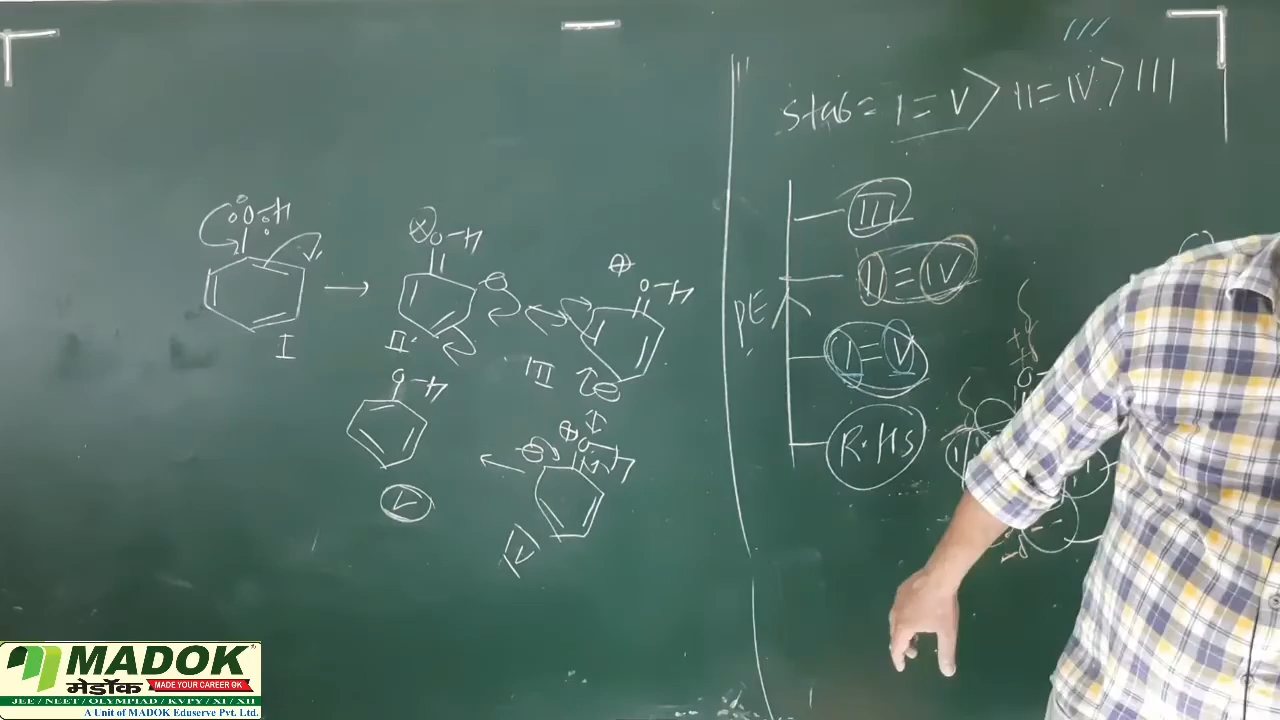 Stab = I = V > II = IV > III
III
II = IV
PE
I = V
R.Hs
O-H
I
⊕
O-H
⊖
II
⊕
O-H
⊖
III
O-H
V
⊕
O
H
⊖
IV
MADOK
मेडॉक MADE YOUR CAREER OK
JEE / NEET / OLYMPIAD / KVPY / XI / XII
A Unit of MADOK Eduserve Pvt. Ltd.